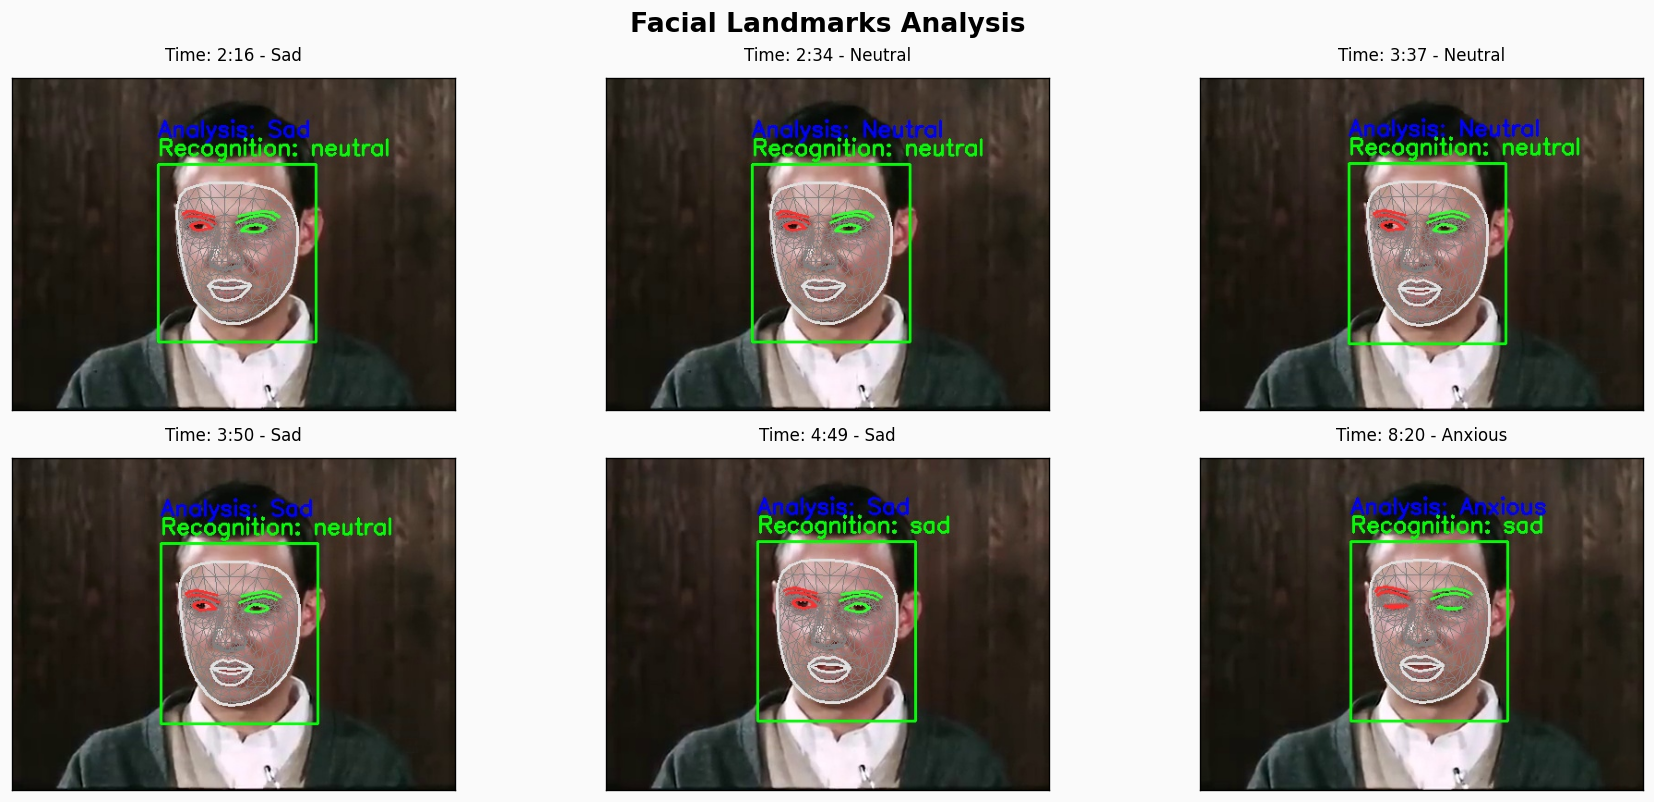 Facial Landmarks Analysis
Time: 2:16 - Sad
Time: 2:34 - Neutral
Time: 3:37 - Neutral
Analysis: Sad
Recognition: neutral
Analysis: Neutral
Recognition: neutral
Analysis: Neutral
Recognition: neutral
Time: 3:50 - Sad
Time: 4:49 - Sad
Time: 8:20 - Anxious
Analysis: Sad
Recognition: neutral
Analysis: Sad
Recognition: sad
Analysis: Anxious
Recognition: sad